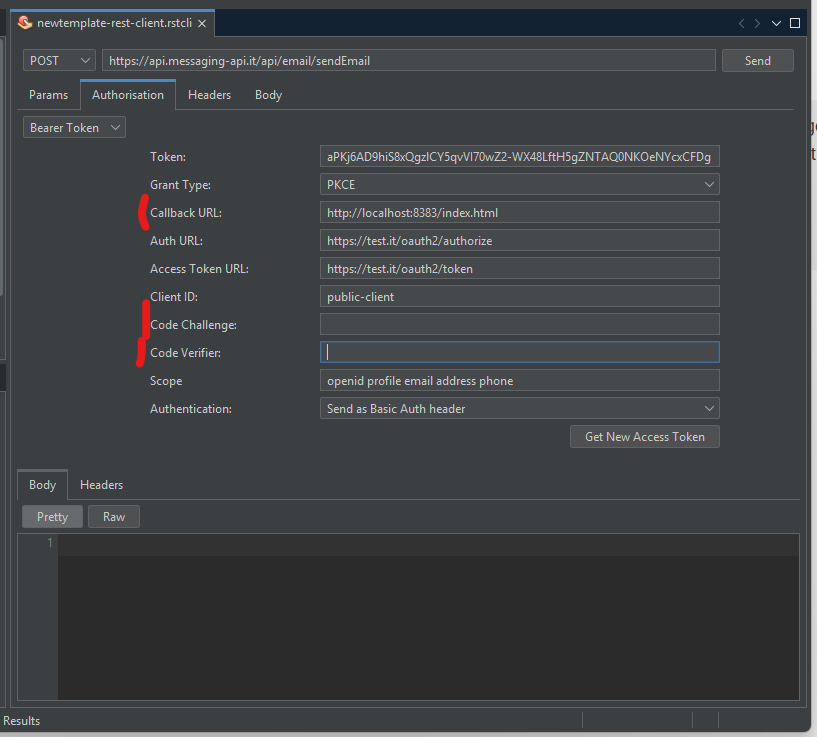 newtemplate-rest-client.rstcli
POST https://api.messaging-api.it/api/email/sendEmail Send
Params Authorisation Headers Body
Bearer Token
Token: aPKj6AD9hiS8xQgzICY5qvVI70wZ2-WX48LftH5gZNTAQ0NKOeNYcxCFDg
Grant Type: PKCE
Callback URL: http://localhost:8383/index.html
Auth URL: https://test.it/oauth2/authorize
Access Token URL: https://test.it/oauth2/token
Client ID: public-client
Code Challenge:
Code Verifier:
Scope openid profile email address phone
Authentication: Send as Basic Auth header
Get New Access Token
Body Headers
Pretty Raw
1
Results